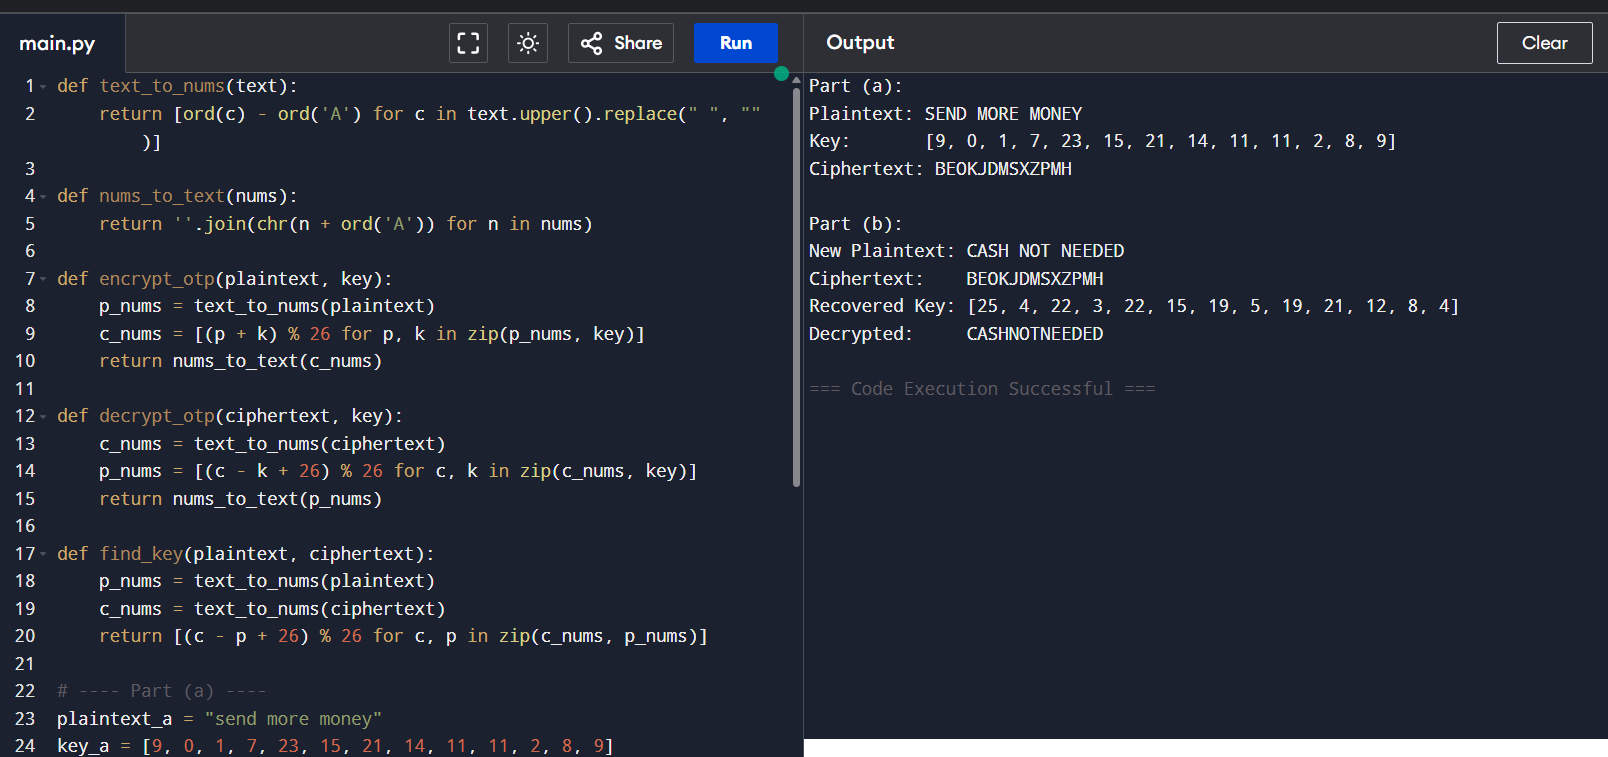 main.py
Share
Run
Output
Clear
1 def text_to_nums(text):
2     return [ord(c) - ord('A') for c in text.upper().replace(" ", ""
        )]
3
4 def nums_to_text(nums):
5     return ''.join(chr(n + ord('A')) for n in nums)
6
7 def encrypt_otp(plaintext, key):
8     p_nums = text_to_nums(plaintext)
9     c_nums = [(p + k) % 26 for p, k in zip(p_nums, key)]
10     return nums_to_text(c_nums)
11
12 def decrypt_otp(ciphertext, key):
13     c_nums = text_to_nums(ciphertext)
14     p_nums = [(c - k + 26) % 26 for c, k in zip(c_nums, key)]
15     return nums_to_text(p_nums)
16
17 def find_key(plaintext, ciphertext):
18     p_nums = text_to_nums(plaintext)
19     c_nums = text_to_nums(ciphertext)
20     return [(c - p + 26) % 26 for c, p in zip(c_nums, p_nums)]
21
22 # ---- Part (a) ----
23 plaintext_a = "send more money"
24 key_a = [9, 0, 1, 7, 23, 15, 21, 14, 11, 11, 2, 8, 9]
Part (a):
Plaintext: SEND MORE MONEY
Key:       [9, 0, 1, 7, 23, 15, 21, 14, 11, 11, 2, 8, 9]
Ciphertext: BEOKJDMSXZPMH
Part (b):
New Plaintext: CASH NOT NEEDED
Ciphertext:    BEOKJDMSXZPMH
Recovered Key: [25, 4, 22, 3, 22, 15, 19, 5, 19, 21, 12, 8, 4]
Decrypted:     CASHNOTNEEDED
=== Code Execution Successful ===